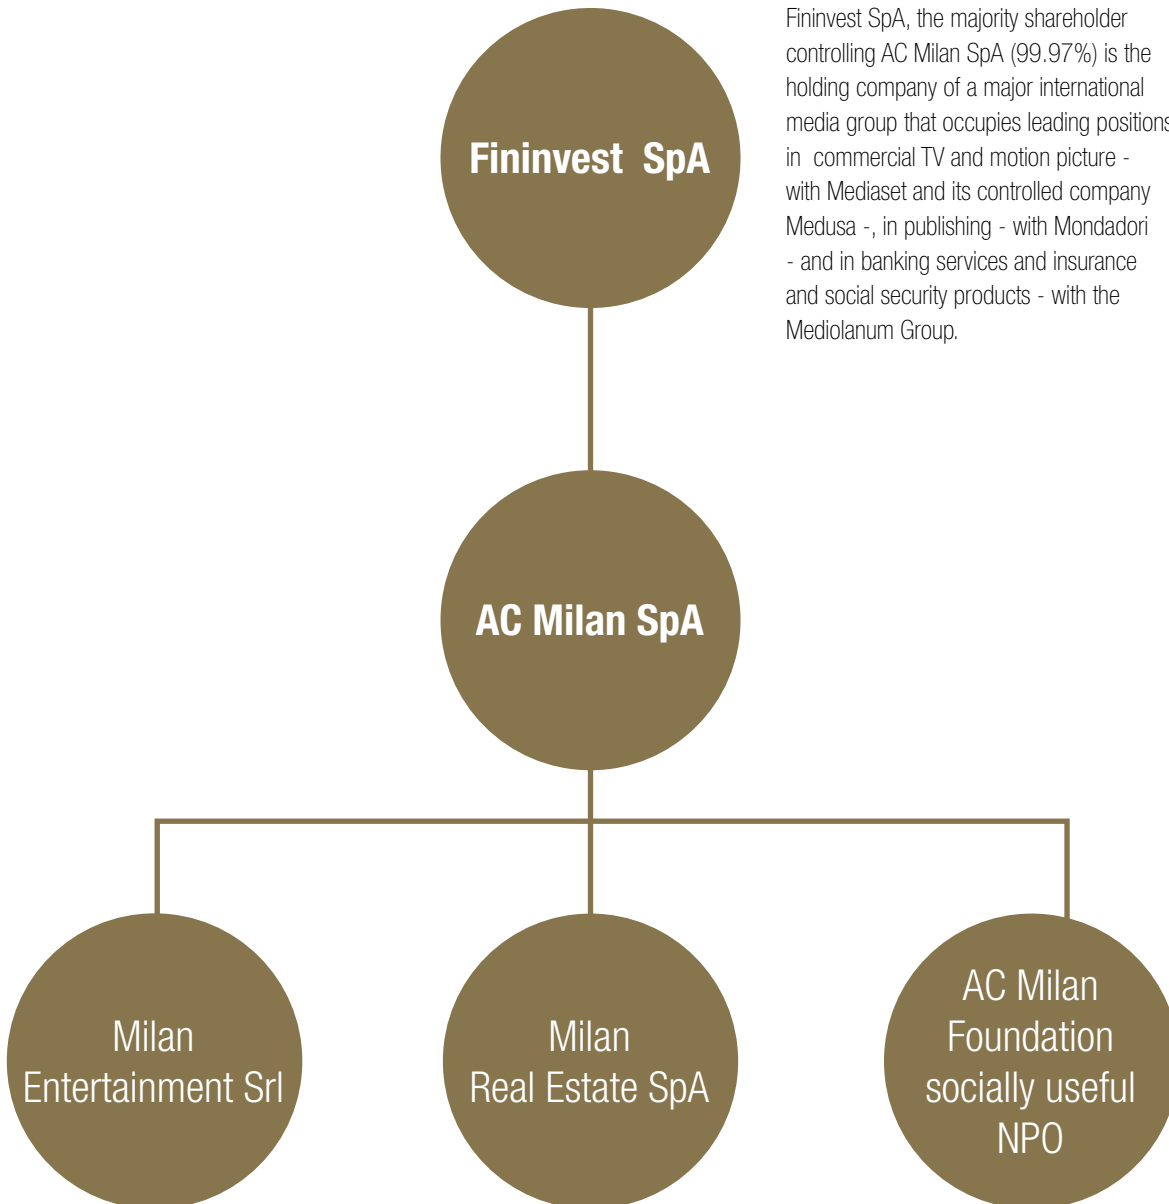 Fininvest SpA, the majority shareholder
controlling AC Milan SpA (99.97%) is the
holding company of a major international
media group that occupies leading positions
in commercial TV and motion picture -
with Mediaset and its controlled company
Medusa -, in publishing - with Mondadori
- and in banking services and insurance
and social security products - with the
Mediolanum Group.
Fininvest SpA
AC Milan SpA
Milan
Entertainment Srl
Milan
Real Estate SpA
AC Milan
Foundation
socially useful
NPO